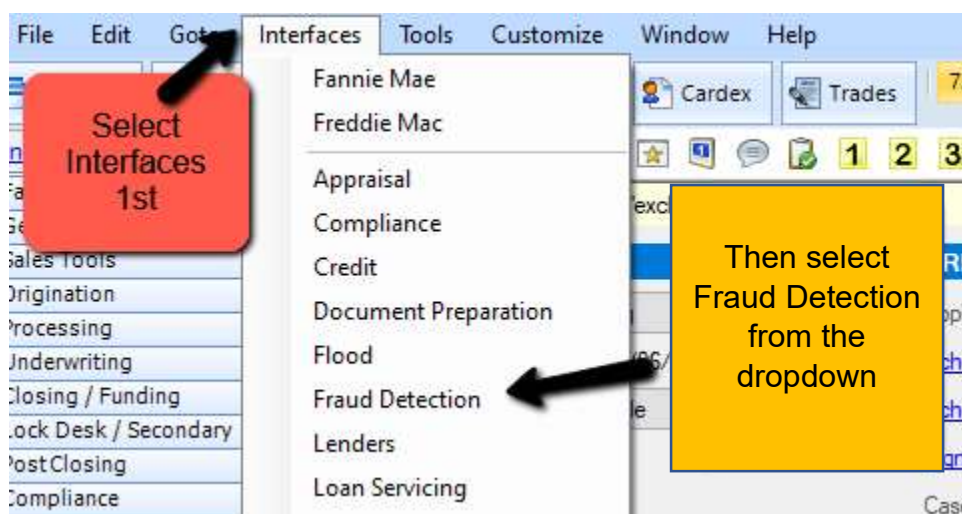 File Edit Goto Interfaces Tools Customize Window Help
Fannie Mae
Cardex Trades
Freddie Mac
1 2 3
Select
Interfaces
1st
Appraisal
Compliance
Credit
Document Preparation
Flood
Fraud Detection
Lenders
Loan Servicing
Then select
Fraud Detection
from the
dropdown
Sales Tools
Origination
Processing
Underwriting
Closing / Funding
Lock Desk / Secondary
Post Closing
Compliance